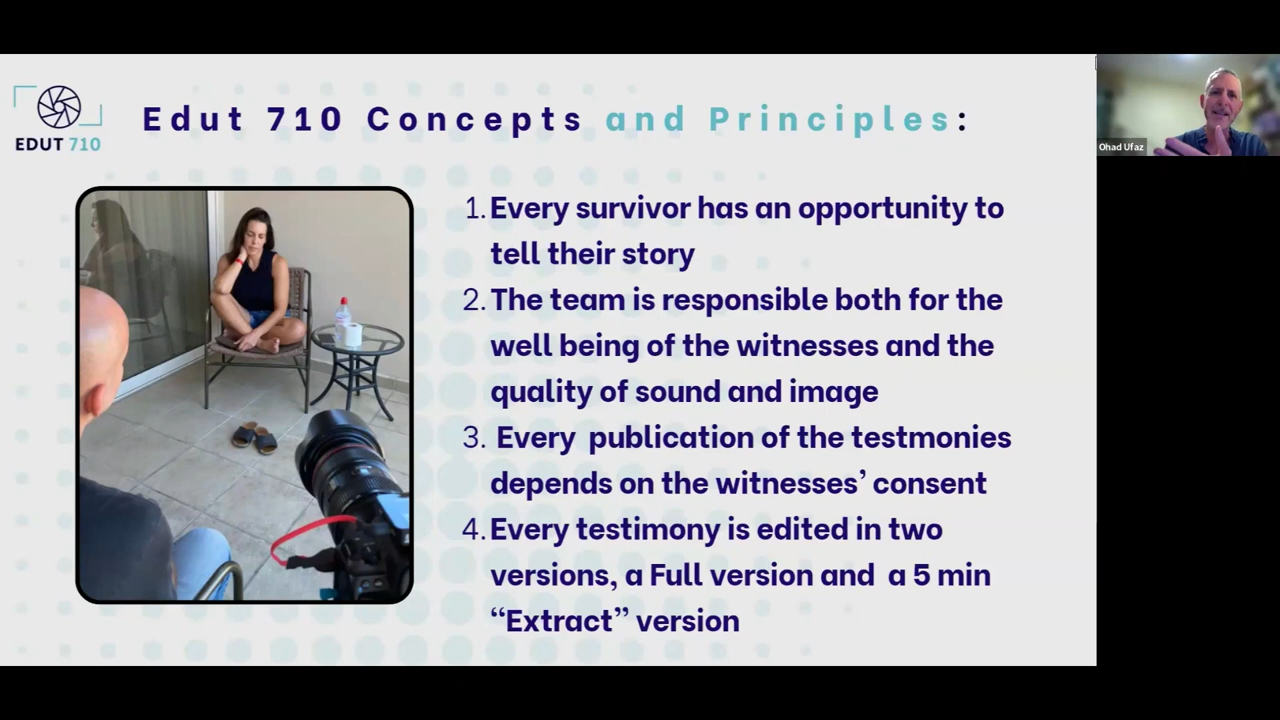 Edut 710 Concepts and Principles:
EDUT 710
Ohad Ufaz
1. Every survivor has an opportunity to
tell their story
2. The team is responsible both for the
well being of the witnesses and the
quality of sound and image
3. Every publication of the testmonies
depends on the witnesses’ consent
4. Every testimony is edited in two
versions, a Full version and a 5 min
“Extract” version